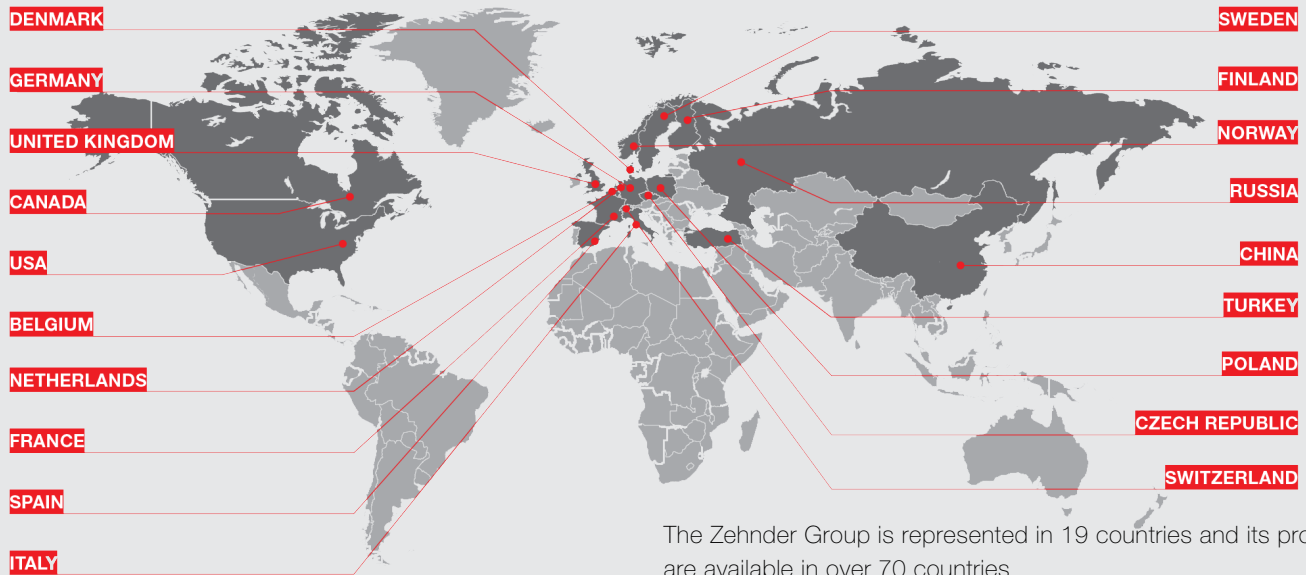 DENMARK
GERMANY
UNITED KINGDOM
CANADA
USA
BELGIUM
NETHERLANDS
FRANCE
SPAIN
ITALY
SWEDEN
FINLAND
NORWAY
RUSSIA
CHINA
TURKEY
POLAND
CZECH REPUBLIC
SWITZERLAND
The Zehnder Group is represented in 19 countries and its pro
are available in over 70 countries